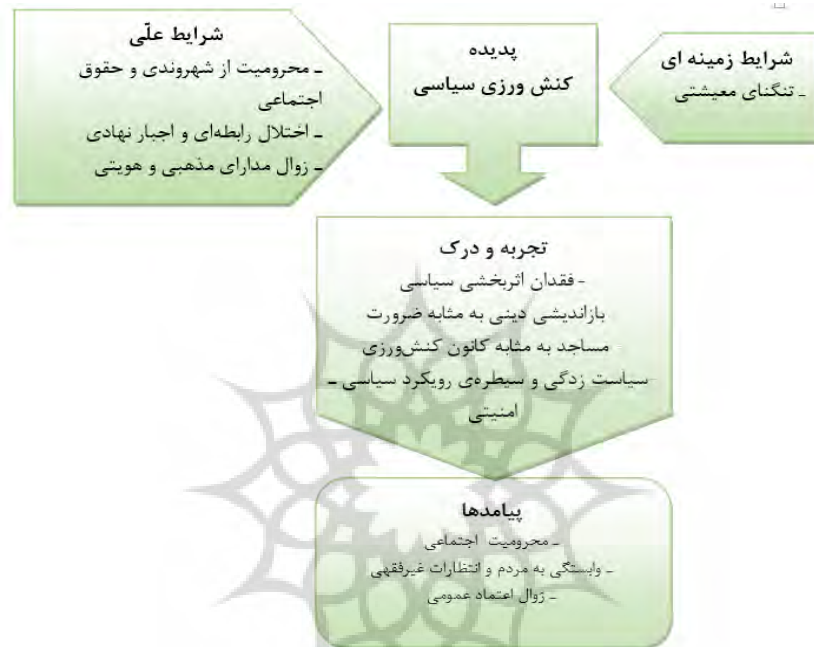 شرایط زمینه ای
ـ تنگنای معیشتی
پدیده
کنش ورزی سیاسی
شرایط علّی
ـ محرومیت از شهروندی و حقوق
اجتماعی
ـ اختلال رابطه‌ای و اجبار نهادی
ـ زوال مدارای مذهبی و هویتی
تجربه و درک
- فقدان اثربخشی سیاسی
بازاندیشی دینی به مثابه ضرورت
مساجد به مثابه کانون کنش‌ورزی
سیاست زدگی و سیطره‌ی رویکرد سیاسی ـ
امنیتی
پیامدها
ـ محرومیت اجتماعی
ـ وابستگی به مردم و انتظارات غیرفقهی
ـ زوال اعتماد عمومی